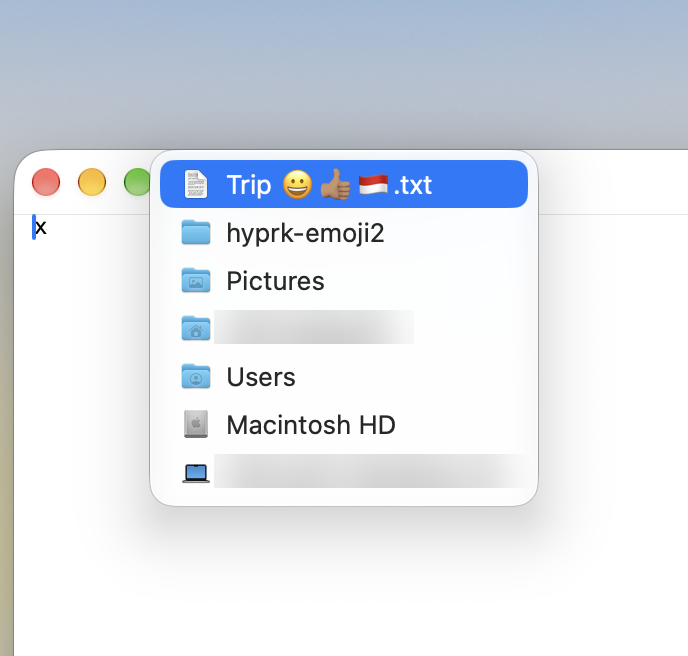 Trip 😀👍🏽🇮🇩.txt
x
hyprk-emoji2
Pictures
Users
Macintosh HD